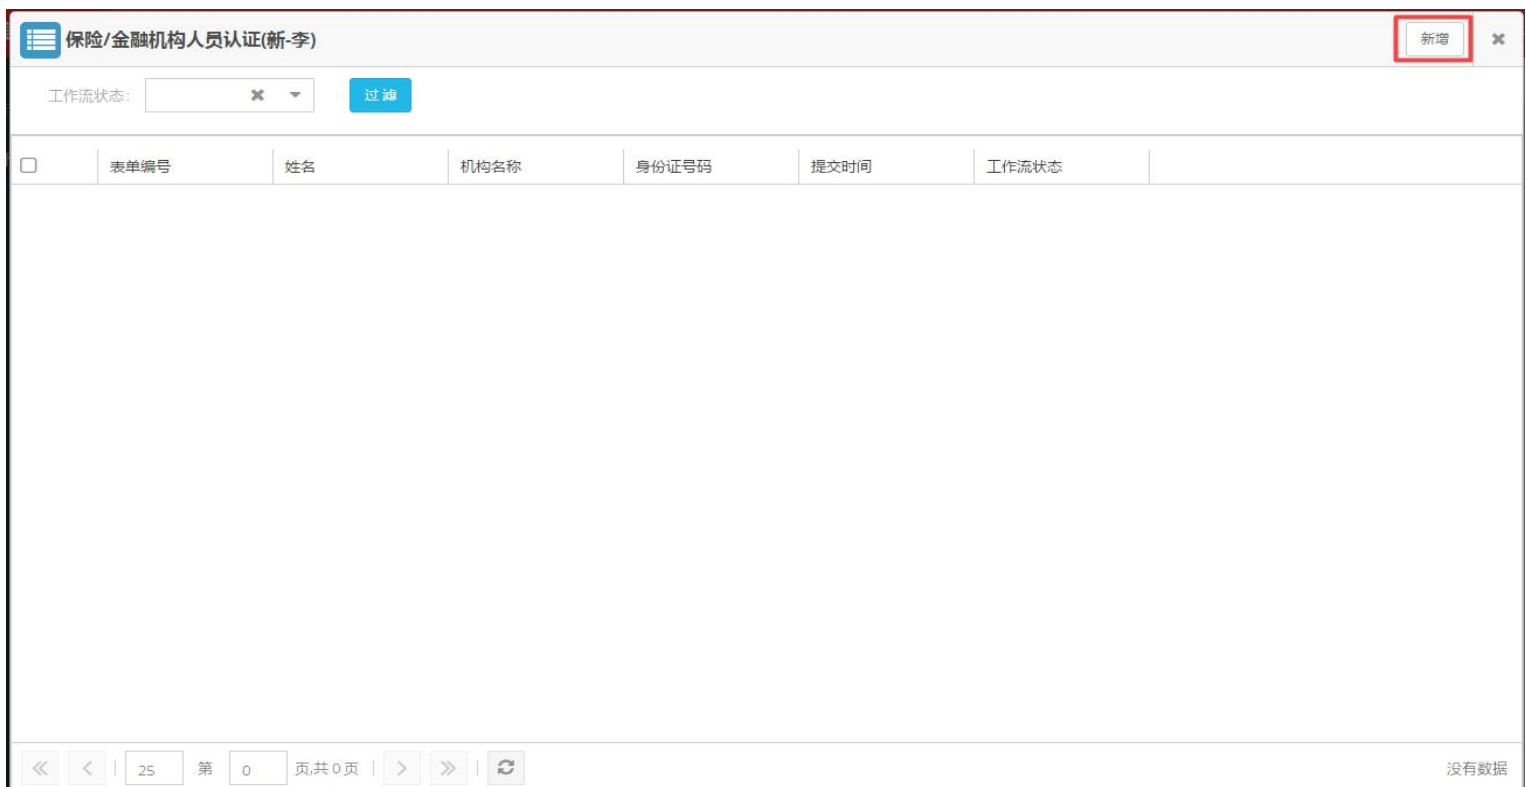 保险/金融机构人员认证(新-李) 新增
工作流状态: 过滤
表单编号 姓名 机构名称 身份证号码 提交时间 工作流状态
25 第 0 页,共0页 没有数据